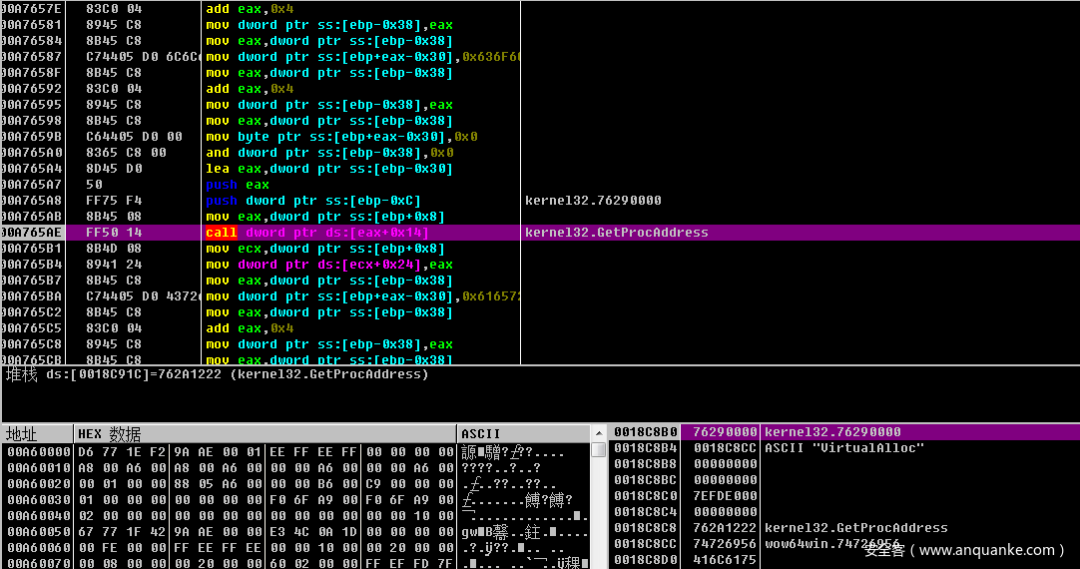 00A7657E 83C0 04 add eax,0x4
00A76581 8945 C8 mov dword ptr ss:[ebp-0x38],eax
00A76584 8B45 C8 mov eax,dword ptr ss:[ebp-0x38]
00A76587 C74405 D0 6C6C mov dword ptr ss:[ebp+eax-0x30],0x636F6
00A7658F 8B45 C8 mov eax,dword ptr ss:[ebp-0x38]
00A76592 83C0 04 add eax,0x4
00A76595 8945 C8 mov dword ptr ss:[ebp-0x38],eax
00A76598 8B45 C8 mov eax,dword ptr ss:[ebp-0x38]
00A7659B C64405 D0 00 mov byte ptr ss:[ebp+eax-0x30],0x0
00A765A0 8365 C8 00 and dword ptr ss:[ebp-0x38],0x0
00A765A4 8D45 D0 lea eax,dword ptr ss:[ebp-0x30]
00A765A7 50 push eax
00A765A8 FF75 F4 push dword ptr ss:[ebp-0xC] kernel32.76290000
00A765AB 8B45 08 mov eax,dword ptr ss:[ebp+0x8]
00A765AE FF50 14 call dword ptr ds:[eax+0x14] kernel32.GetProcAddress
00A765B1 8B4D 08 mov ecx,dword ptr ss:[ebp+0x8]
00A765B4 8941 24 mov dword ptr ds:[ecx+0x24],eax
00A765B7 8B45 C8 mov eax,dword ptr ss:[ebp-0x38]
00A765BA C74405 D0 4372 mov dword ptr ss:[ebp+eax-0x30],0x61657
00A765C2 8B45 C8 mov eax,dword ptr ss:[ebp-0x38]
00A765C5 83C0 04 add eax,0x4
00A765C8 8945 C8 mov dword ptr ss:[ebp-0x38],eax
00A765CB 8B45 C8 mov eax,dword ptr ss:[ebp-0x38]
堆栈 ds:[0018C91C]=762A1222 (kernel32.GetProcAddress)
地址 HEX 数据 ASCII
00A60000 D6 77 1E F2 9A AE 00 01 EE FF EE FF 00 00 00 00
00A60010 A8 00 A6 00 A8 00 A6 00 00 00 A6 00 00 00 A6 00 ????..?..?
00A60020 00 01 00 00 88 05 A6 00 00 00 B6 00 C9 00 00 00
00A60030 01 00 00 00 00 00 00 00 F0 6F A9 00 F0 6F A9 00
00A60040 02 00 00 00 00 00 00 00 00 00 00 00 00 00 10 00
00A60050 67 77 1F 42 9A AE 00 00 E3 4C 0A 1D 00 00 00 00
00A60060 00 FE 00 00 FF EE FF EE 00 00 10 00 00 20 00 00
00A60070 00 08 00 00 00 20 00 00 60 02 00 00 FF EF FD 7F
0018C8B0 76290000 kernel32.76290000
0018C8B4 0018C8CC ASCII "VirtualAlloc"
0018C8B8 00000000
0018C8BC 00000000
0018C8C0 7EFDE000
0018C8C4 00000000
0018C8C8 762A1222 kernel32.GetProcAddress
0018C8CC 74726956 wow64win.74726956
0018C8D0 416C6175
安全客（www.anquanke.com）